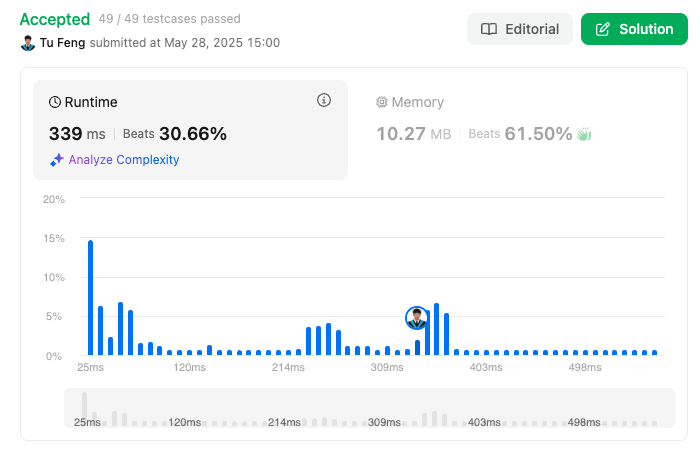 Accepted 49 / 49 testcases passed
Editorial
Solution
Tu Feng submitted at May 28, 2025 15:00
Runtime
339 ms Beats 30.66%
Analyze Complexity
Memory
10.27 MB Beats 61.50%
20%
15%
10%
5%
0%
25ms 120ms 214ms 309ms 403ms 498ms
25ms 120ms 214ms 309ms 403ms 498ms